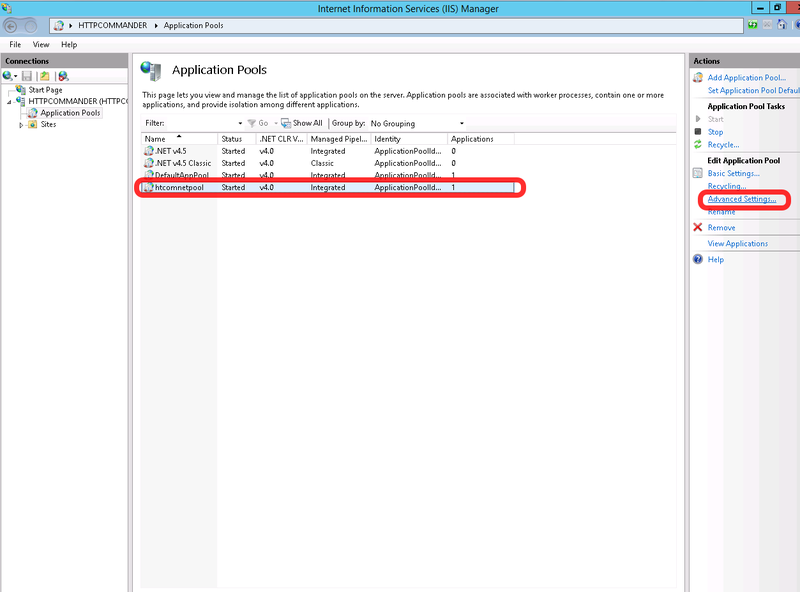 Internet Information Services (IIS) Manager
HTTPCOMMANDER Application Pools
File View Help
Connections
Start Page
HTTPCOMMANDER (HTTPC
Application Pools
Sites
Application Pools
This page lets you view and manage the list of application pools on the server. Application pools are associated with worker processes, contain one or more
applications, and provide isolation among different applications.
Filter: Go Show All Group by: No Grouping
Name Status .NET CLR V... Managed Pipel... Identity Applications
.NET v4.5 Started v4.0 Integrated ApplicationPoolId... 0
.NET v4.5 Classic Started v4.0 Classic ApplicationPoolId... 0
DefaultAppPool Started v4.0 Integrated ApplicationPoolId... 1
htcomnetpool Started v4.0 Integrated ApplicationPoolId... 1
Actions
Add Application Pool...
Set Application Pool Defaul
Application Pool Tasks
Start
Stop
Recycle...
Edit Application Pool
Basic Settings...
Recycling...
Advanced Settings...
Rename
Remove
View Applications
Help